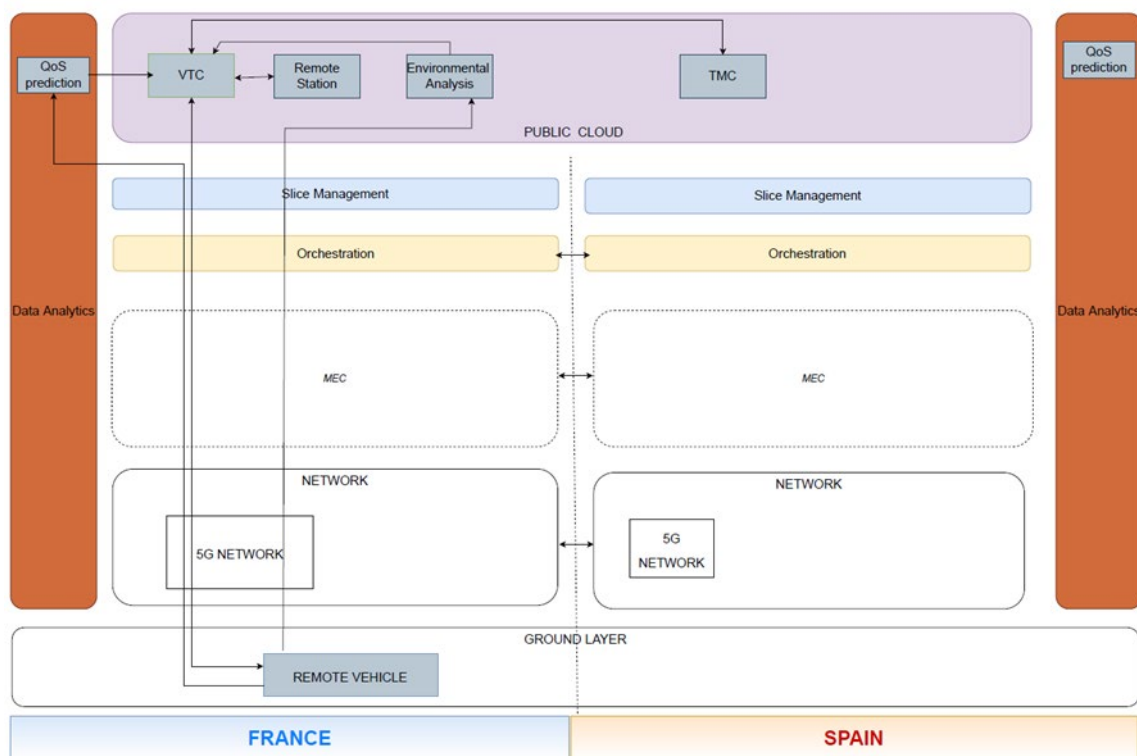 QoS
prediction
VTC
Remote
Station
Environmental
Analysis
TMC
QoS
prediction
PUBLIC CLOUD
Slice Management
Slice Management
Orchestration
Orchestration
Data Analytics
Data Analytics
MEC
MEC
NETWORK
NETWORK
5G NETWORK
5G
NETWORK
GROUND LAYER
REMOTE VEHICLE
FRANCE
SPAIN